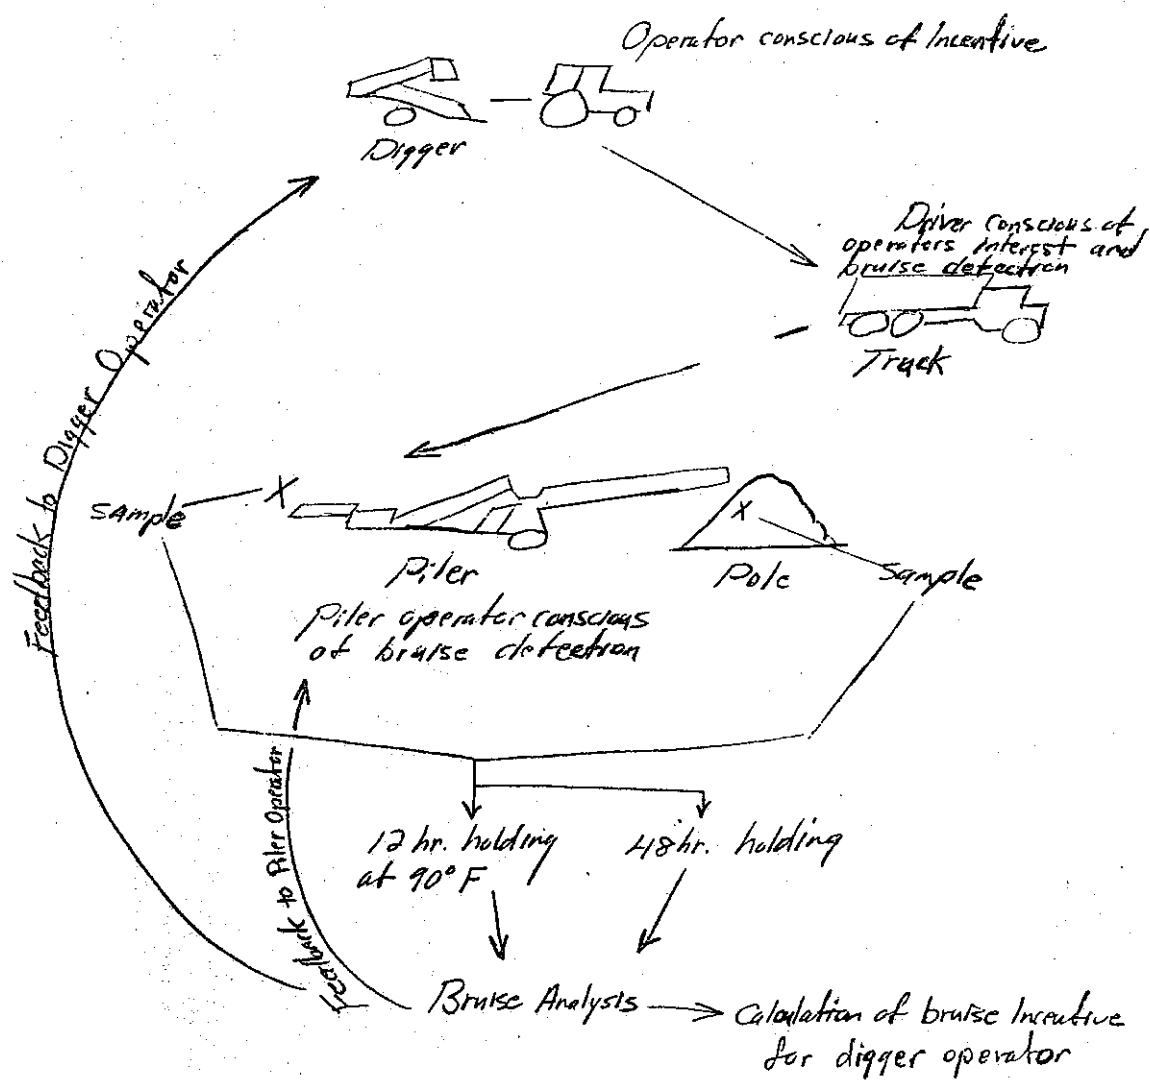 Operator conscious of Incentive
Digger
Driver conscious of
operaters interest and
bruise detection
Truck
Feedback to Digger Operator
sample
X
X
Piler
Pole
sample
Piler operator conscious
of bruise detection
Feedback to Piler Operator
12 hr. holding
at 90° F
48 hr. holding
Bruise Analysis
Calculation of bruise Incentive
for digger operator